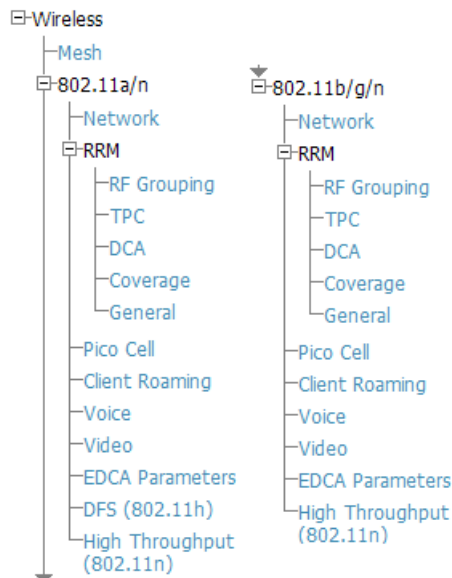 Wireless
Mesh
802.11a/n
Network
RRM
RF Grouping
TPC
DCA
Coverage
General
Pico Cell
Client Roaming
Voice
Video
EDCA Parameters
DFS (802.11h)
High Throughput
(802.11n)
802.11b/g/n
Network
RRM
RF Grouping
TPC
DCA
Coverage
General
Pico Cell
Client Roaming
Voice
Video
EDCA Parameters
High Throughput
(802.11n)